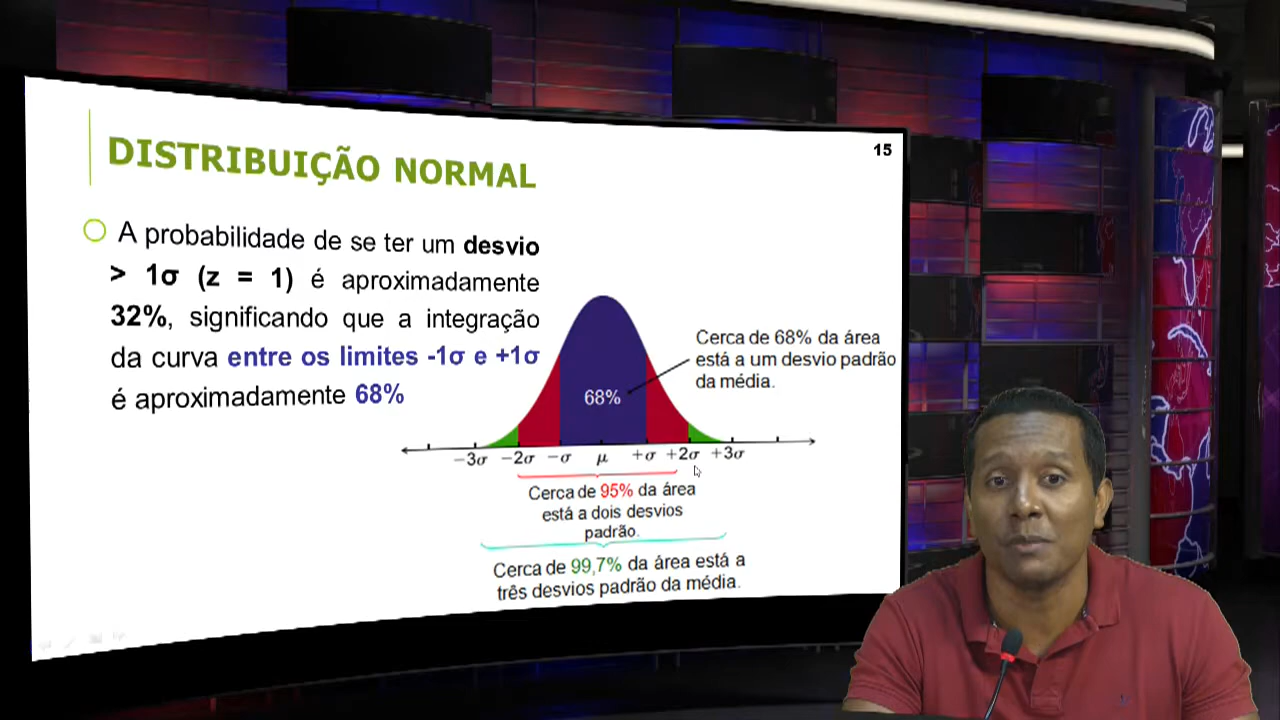 15
DISTRIBUIÇÃO NORMAL
A probabilidade de se ter um desvio
> 1σ (z = 1) é aproximadamente
32%, significando que a integração
da curva entre os limites -1σ e +1σ
é aproximadamente 68%
Cerca de 68% da área
está a um desvio padrão
da média.
68%
−3σ −2σ −σ μ +σ +2σ +3σ
Cerca de 95% da área
está a dois desvios
padrão.
Cerca de 99,7% da área está a
três desvios padrão da média.